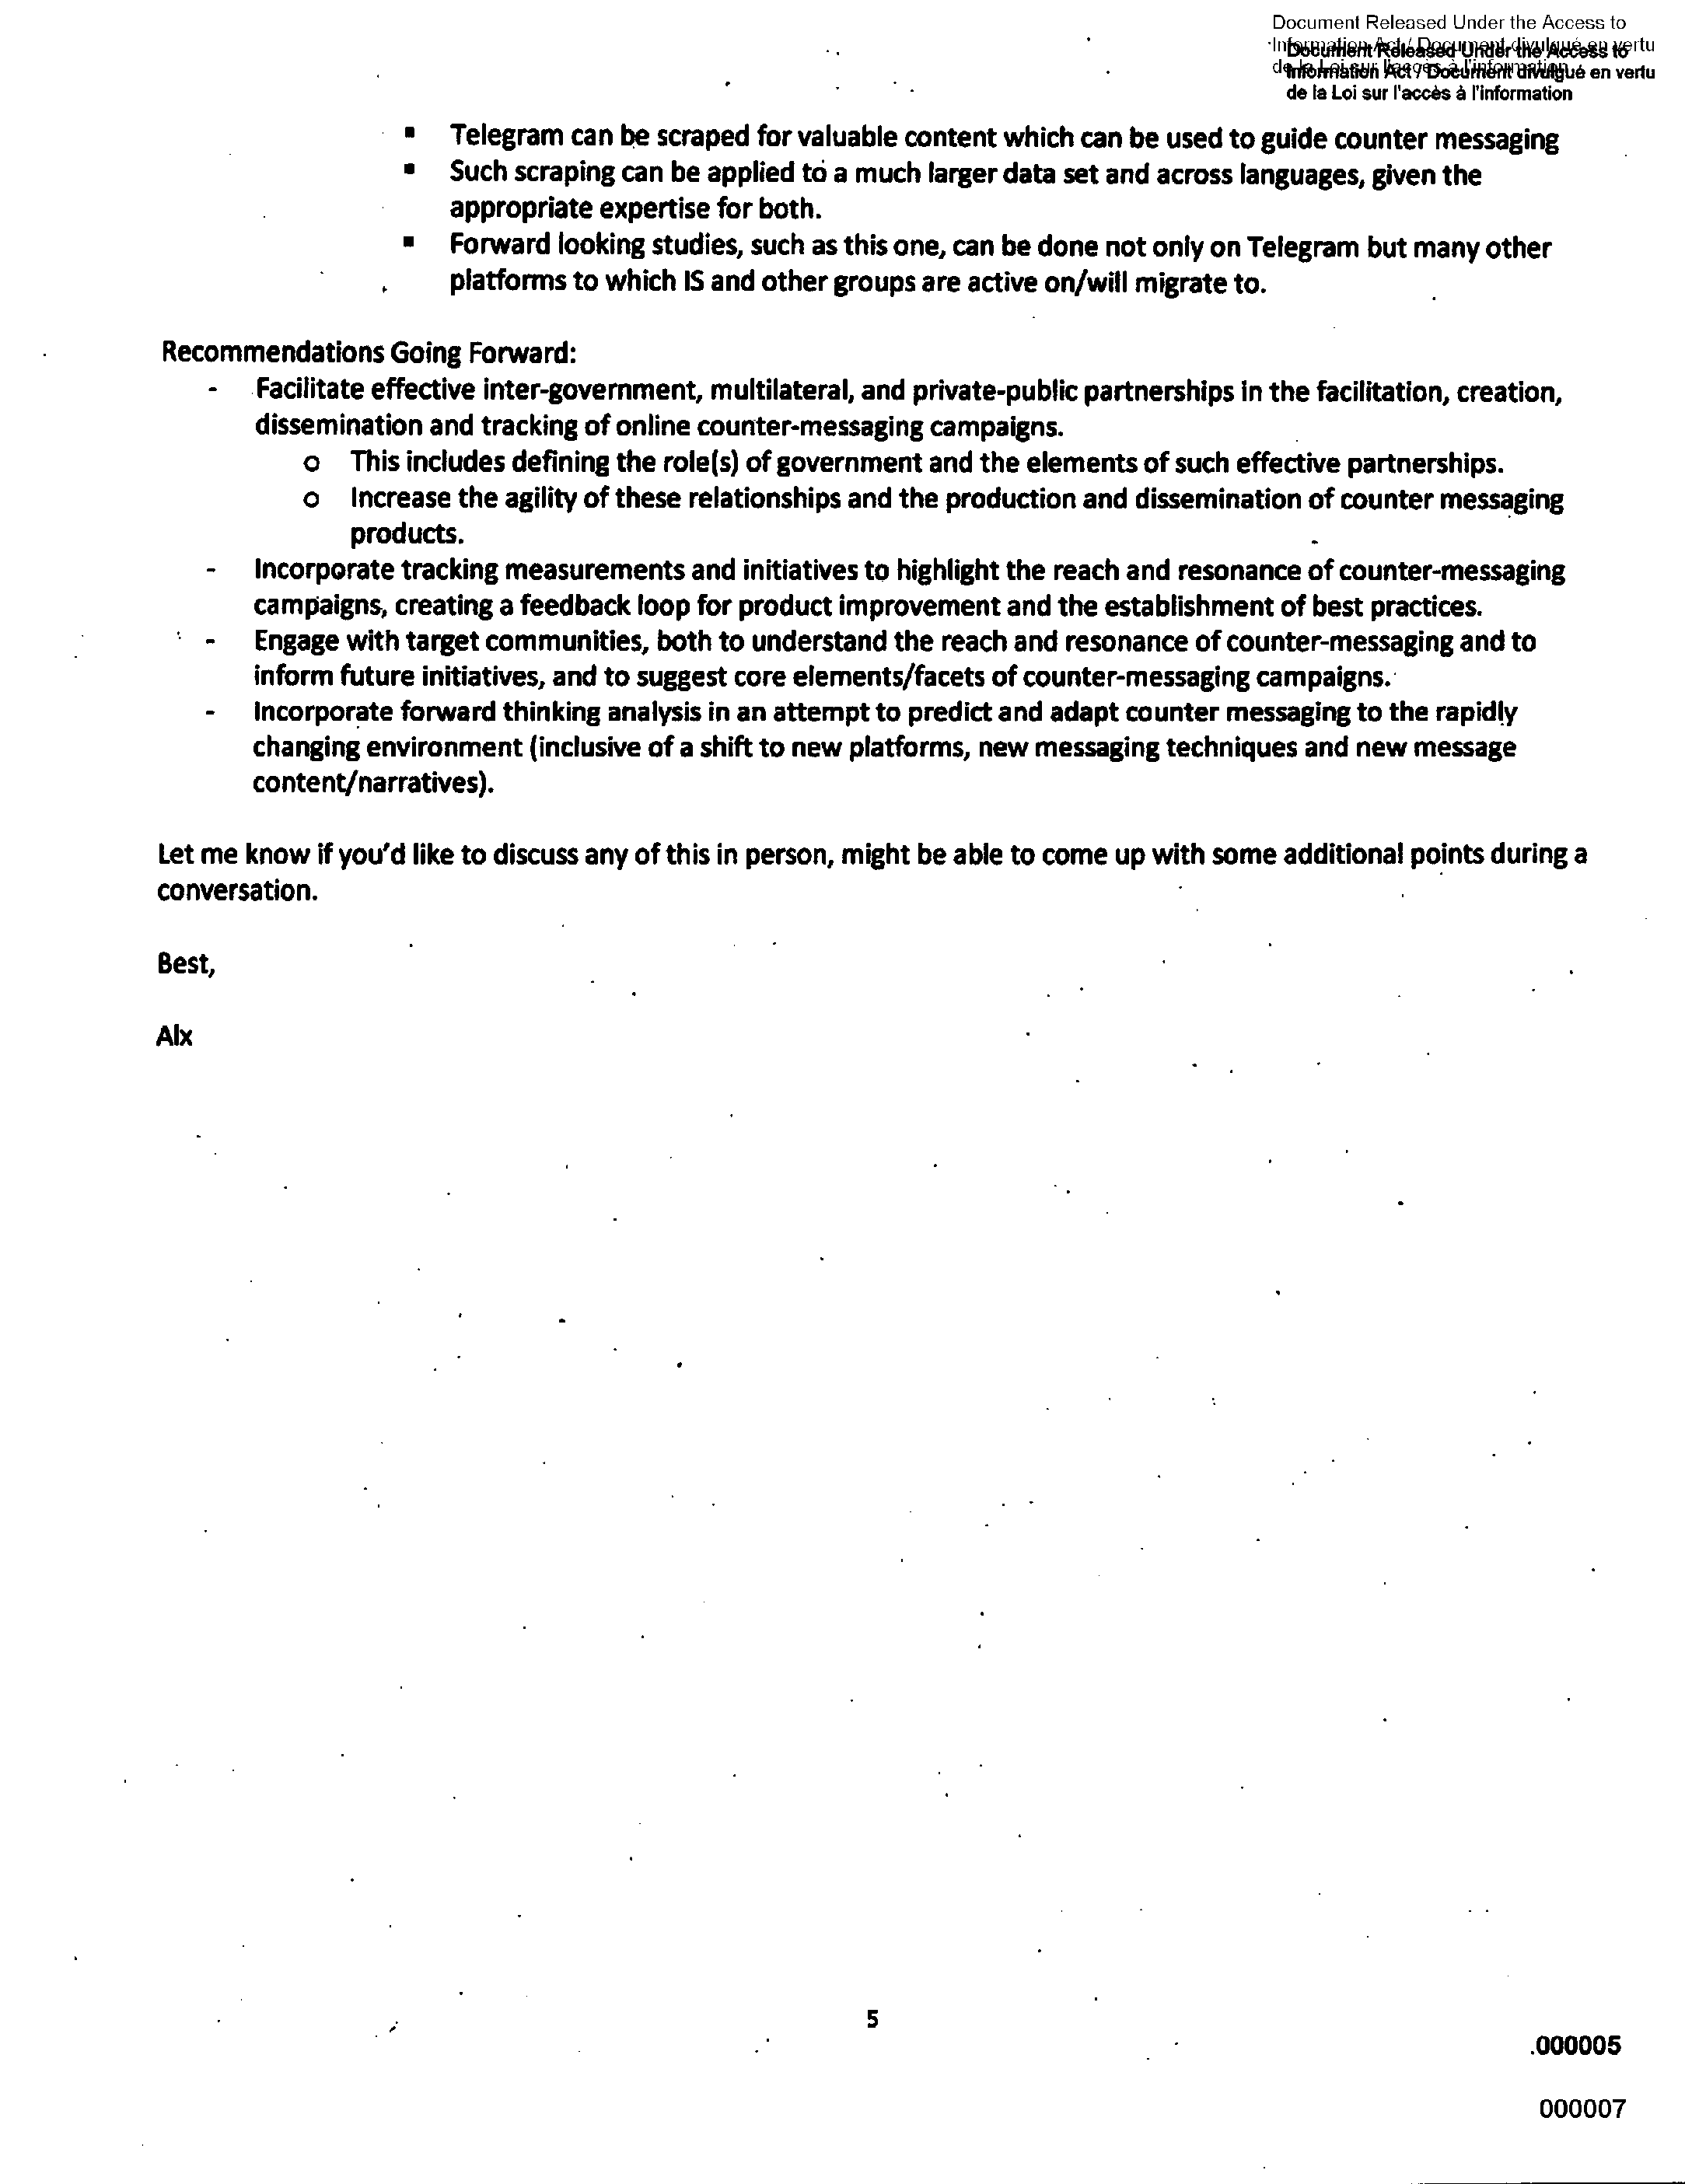 Document Released Under the Access to
Document Released Under the Access to
Information Act / Document divulgué en vertu
de la Loi sur l'accès à l'information
▪ Telegram can be scraped for valuable content which can be used to guide counter messaging
▪ Such scraping can be applied to a much larger data set and across languages, given the
appropriate expertise for both.
▪ Forward looking studies, such as this one, can be done not only on Telegram but many other
platforms to which IS and other groups are active on/will migrate to.
Recommendations Going Forward:
- Facilitate effective inter-government, multilateral, and private-public partnerships in the facilitation, creation,
dissemination and tracking of online counter-messaging campaigns.
o This includes defining the role(s) of government and the elements of such effective partnerships.
o Increase the agility of these relationships and the production and dissemination of counter messaging
products.
- Incorporate tracking measurements and initiatives to highlight the reach and resonance of counter-messaging
campaigns, creating a feedback loop for product improvement and the establishment of best practices.
- Engage with target communities, both to understand the reach and resonance of counter-messaging and to
inform future initiatives, and to suggest core elements/facets of counter-messaging campaigns.
- Incorporate forward thinking analysis in an attempt to predict and adapt counter messaging to the rapidly
changing environment (inclusive of a shift to new platforms, new messaging techniques and new message
content/narratives).
Let me know if you'd like to discuss any of this in person, might be able to come up with some additional points during a
conversation.
Best,
Alx
5
.000005
000007